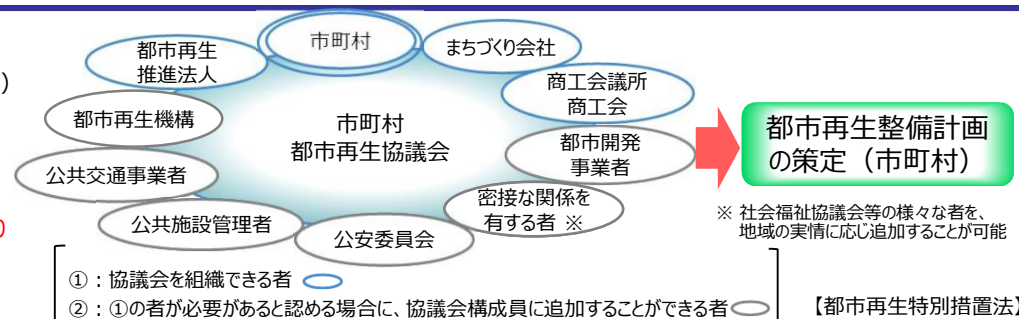 市町村
まちづくり会社
都市再生
推進法人
)
商工会議所
商工会
都市再生機構
市町村
都市再生協議会
都市開発
事業者
都市再生整備計画
の策定（市町村）
公共交通事業者
密接な関係を
有する者 ※
公共施設管理者
公安委員会
※ 社会福祉協議会等の様々な者を、
地域の実情に応じ追加することが可能
り
①：協議会を組織できる者
②：①の者が必要があると認める場合に、協議会構成員に追加することができる者
【都市再生特別措置法】